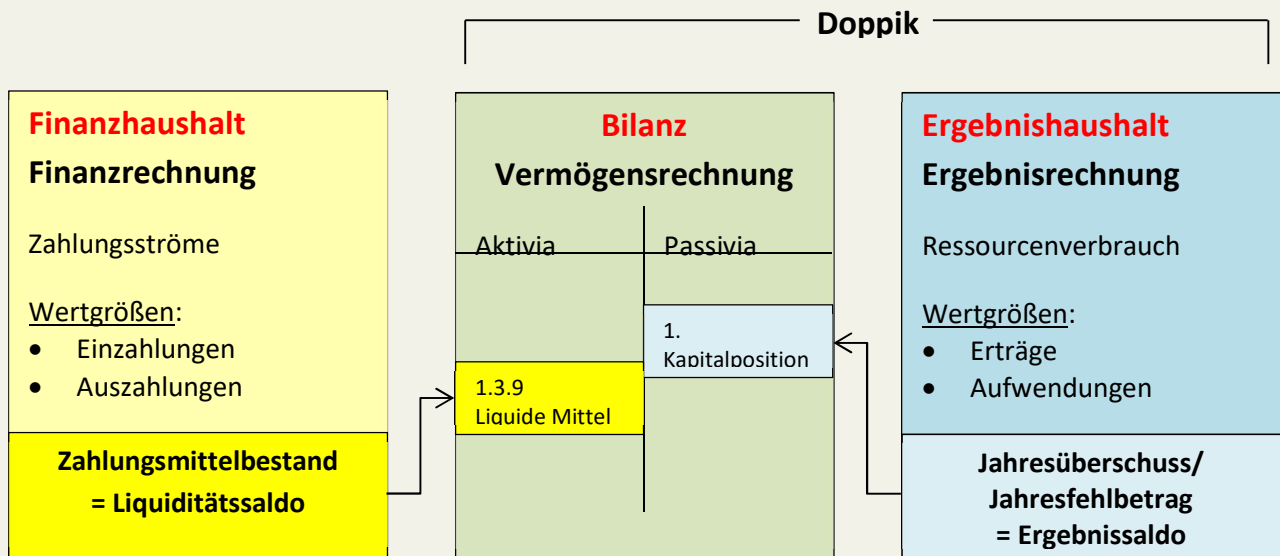 Doppik
Finanzhaushalt
Finanzrechnung
Zahlungsströme
Wertgrößen:
• Einzahlungen
• Auszahlungen
Zahlungsmittelbestand
= Liquiditätssaldo
Bilanz
Vermögensrechnung
Aktivia
Passivia
1.
Kapitalposition
1.3.9
Liquide Mittel
Ergebnishaushalt
Ergebnisrechnung
Ressourcenverbrauch
Wertgrößen:
• Erträge
• Aufwendungen
Jahresüberschuss/
Jahresfehlbetrag
= Ergebnissaldo